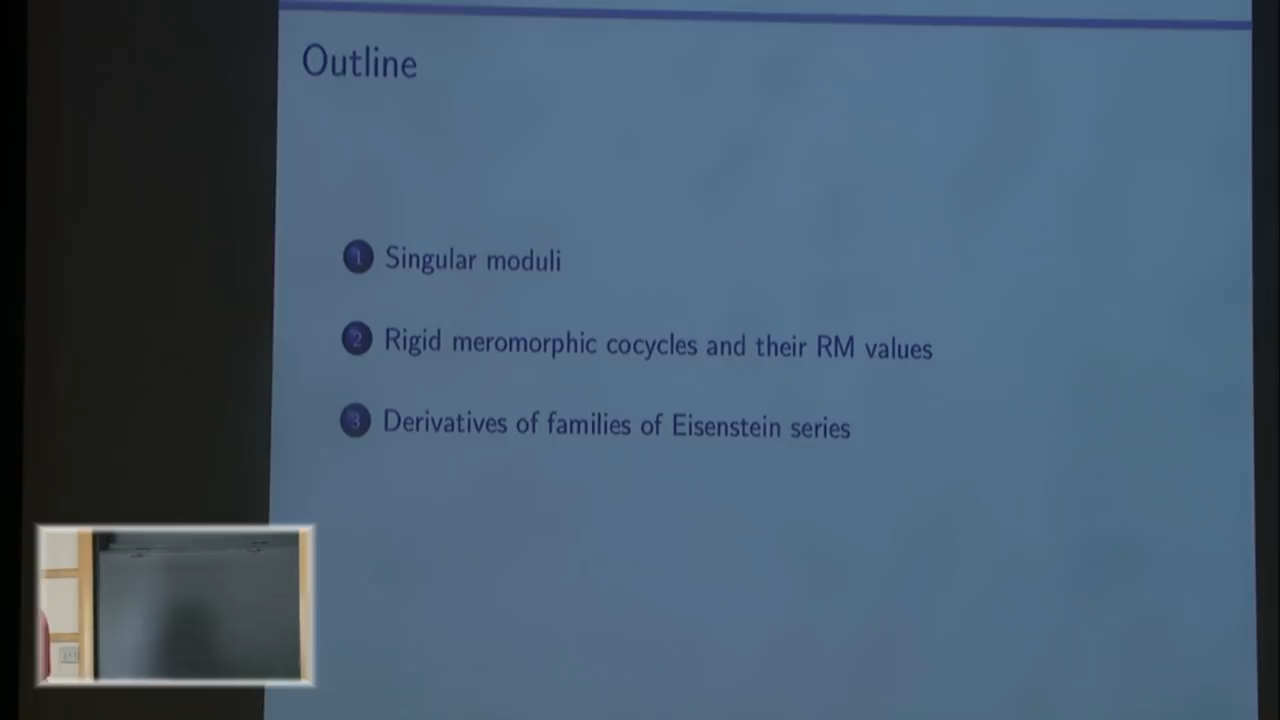 Outline
1 Singular moduli
2 Rigid meromorphic cocycles and their RM values
3 Derivatives of families of Eisenstein series